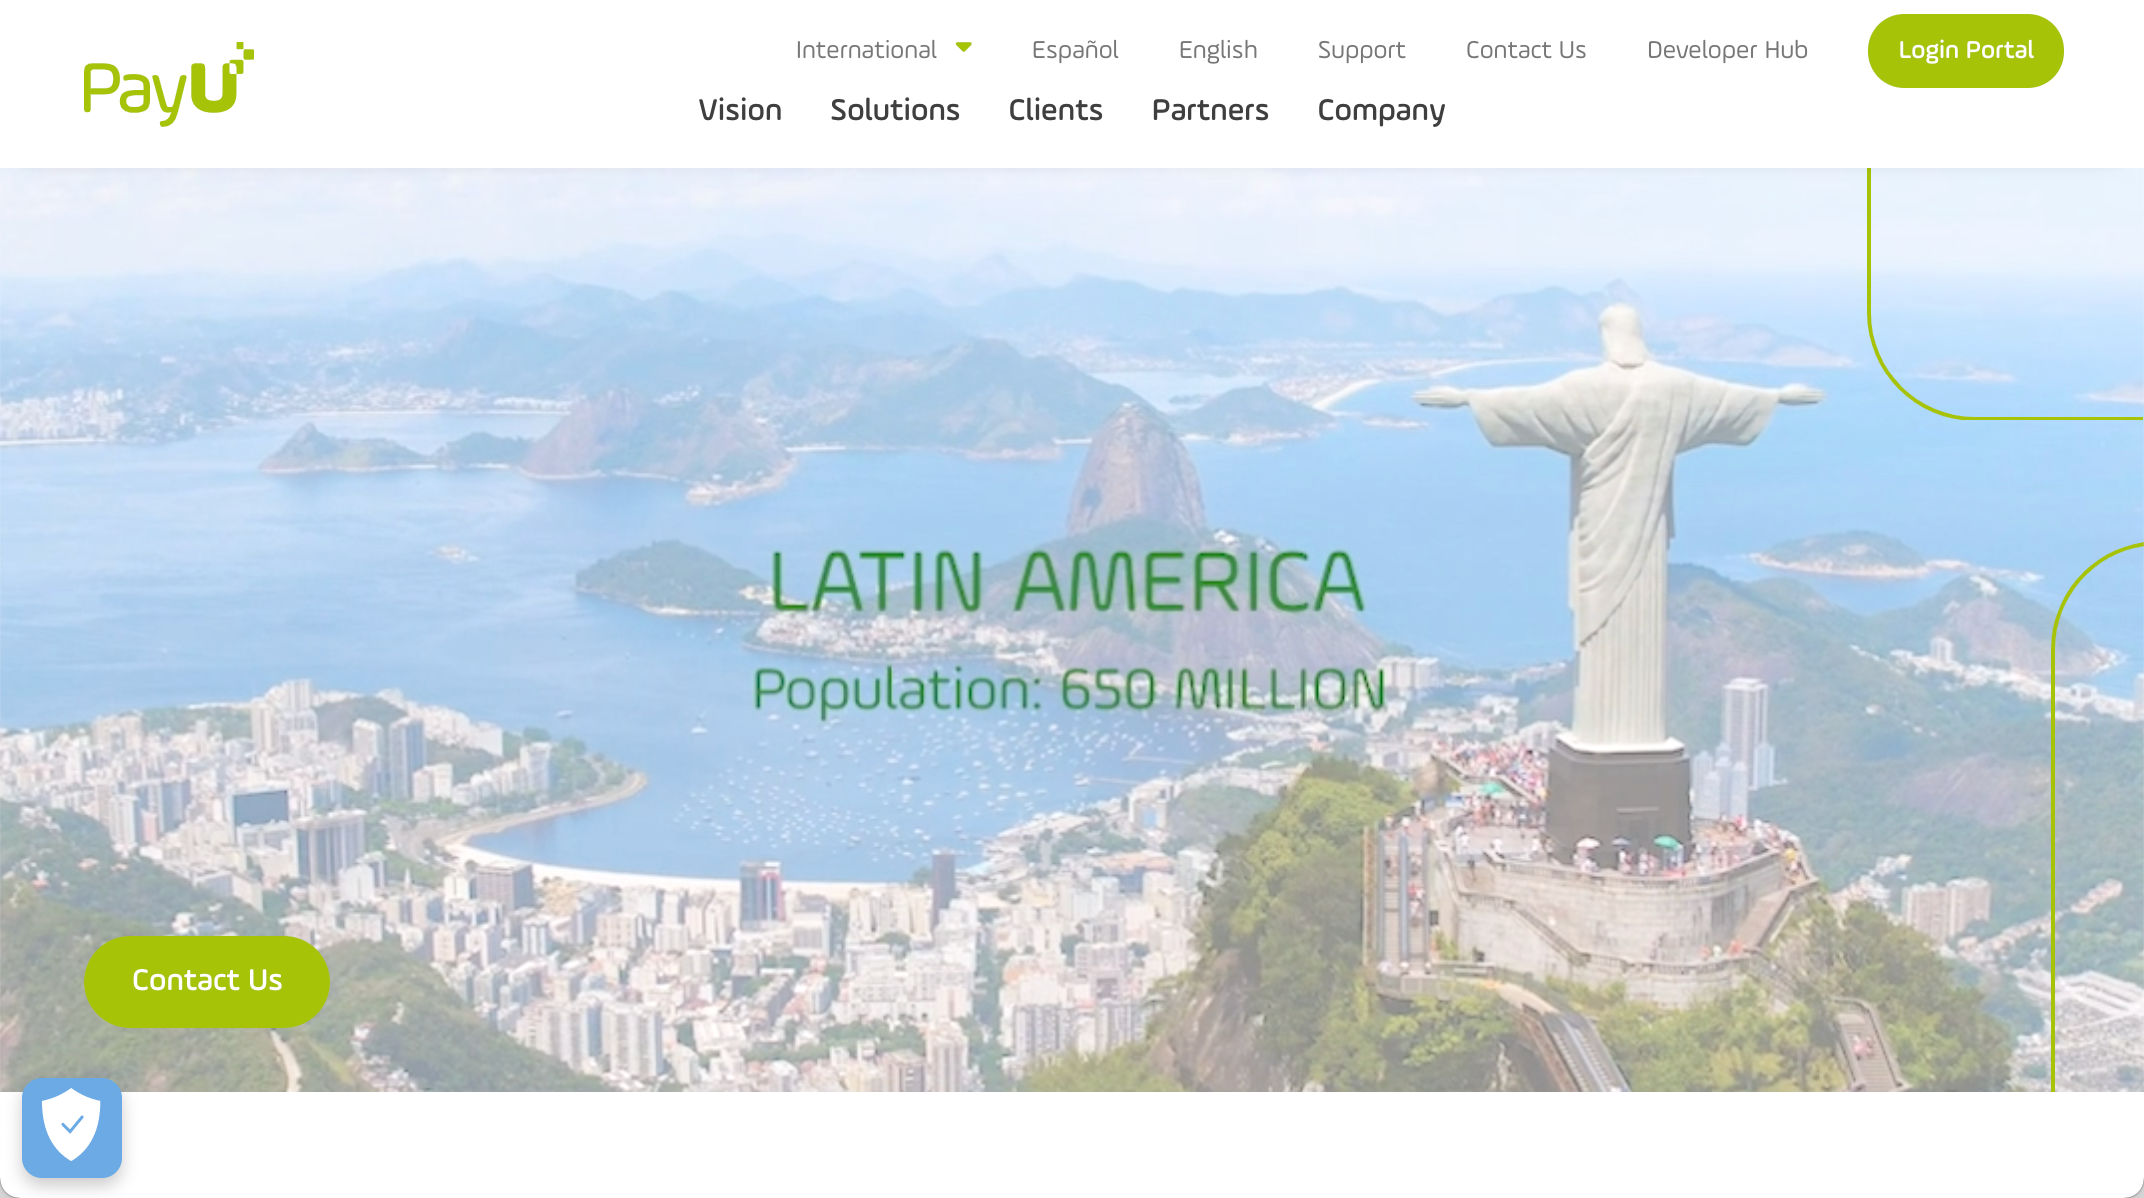 PayU
International Español English Support Contact Us Developer Hub Login Portal
Vision Solutions Clients Partners Company
LATIN AMERICA
Population: 650 MILLION
Contact Us